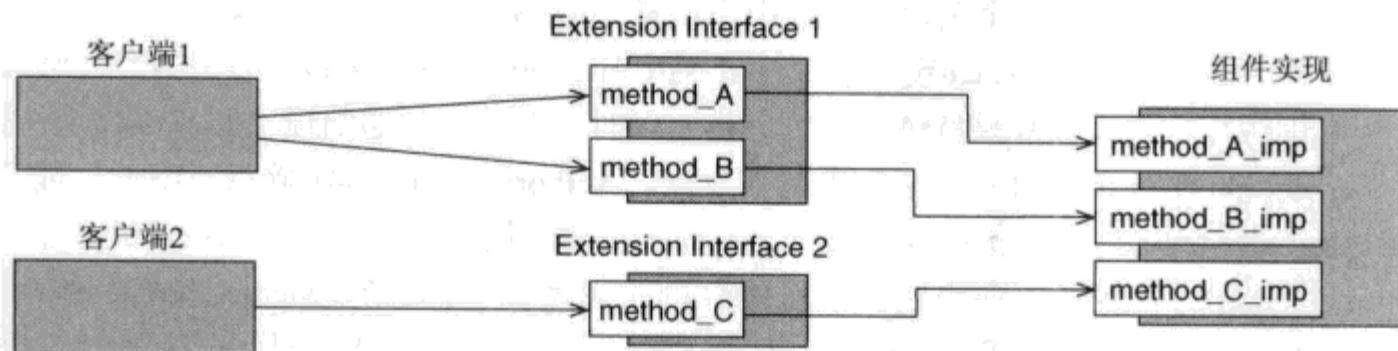 Extension Interface 1
客户端1
组件实现
method_A
method_A_imp
method_B
method_B_imp
客户端2
Extension Interface 2
method_C
method_C_imp